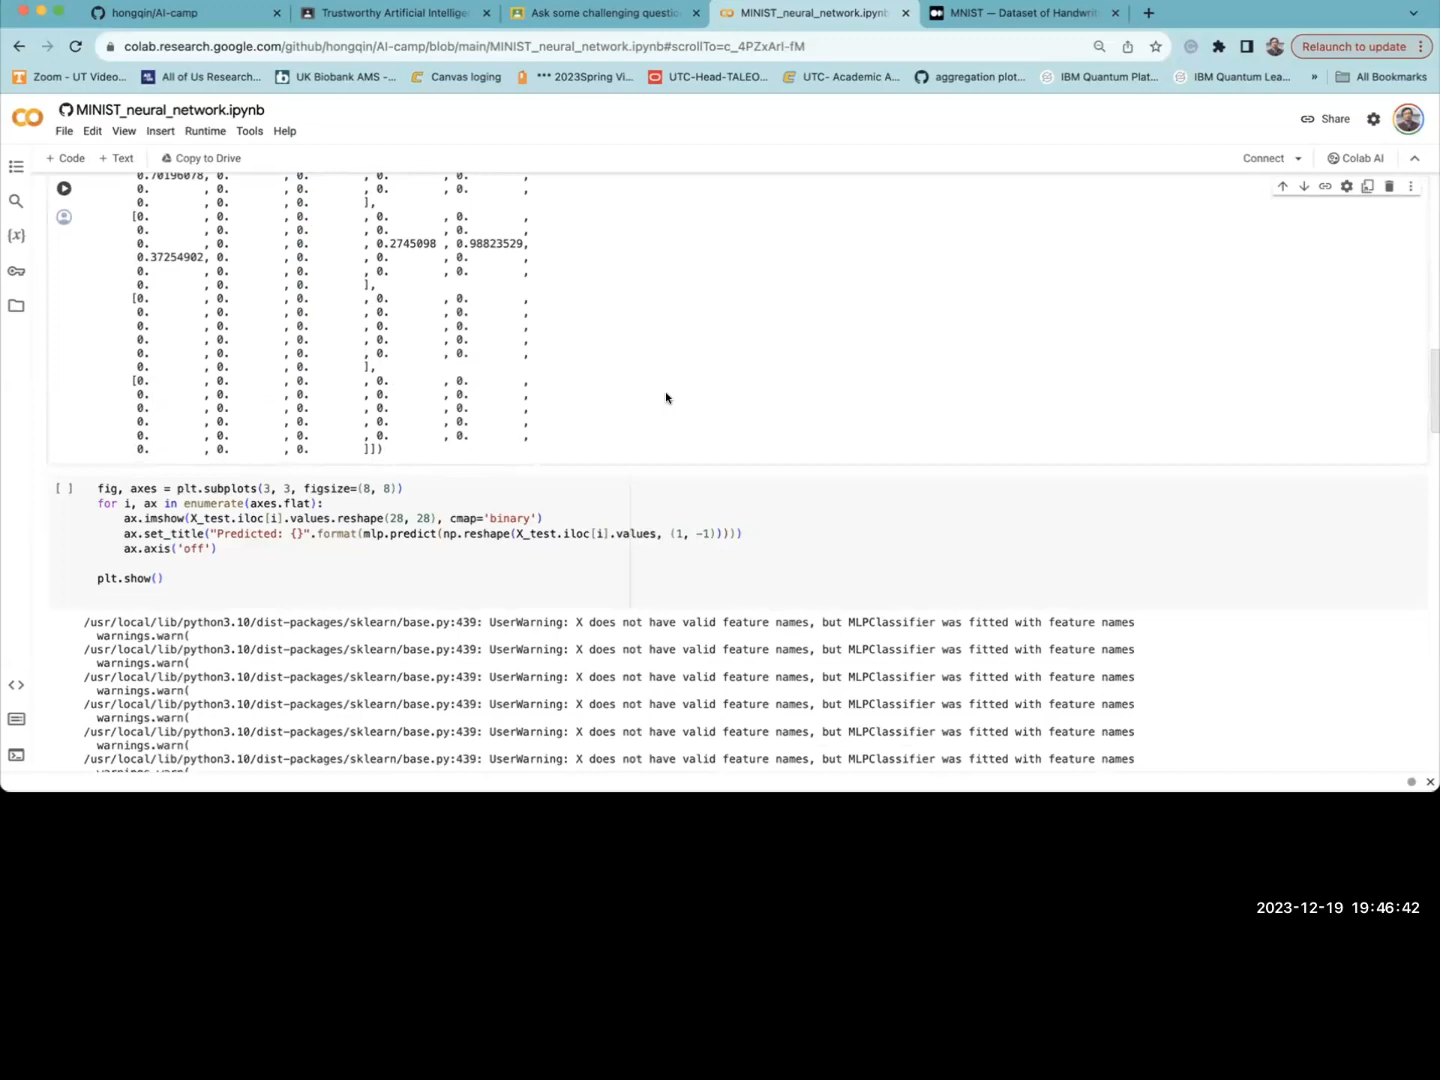 hongqin/AI-camp
Trustworthy Artificial Intellige
Ask some challenging questio
MINIST_neural_network.ipynb
MNIST — Dataset of Handwrit
colab.research.google.com/github/hongqin/AI-camp/blob/main/MINIST_neural_network.ipynb#scrollTo=c_4PZxArI-fM
Relaunch to update
Zoom - UT Video...
All of Us Research...
UK Biobank AMS -...
Canvas loging
*** 2023Spring Vi...
UTC-Head-TALEO...
UTC- Academic A...
aggregation plot...
IBM Quantum Plat...
IBM Quantum Lea...
»
All Bookmarks
MINIST_neural_network.ipynb
File Edit View Insert Runtime Tools Help
Share
+ Code + Text Copy to Drive
Connect
Colab AI
0.70196078, 0. , 0. , 0. , 0. ,
0. , 0. , 0. , 0. , 0. ,
0. , 0. , 0. ],
[0. , 0. , 0. , 0. , 0. ,
0. , 0. , 0. , 0. , 0. ,
0. , 0. , 0. , 0.2745098 , 0.98823529,
0.37254902, 0. , 0. , 0. , 0. ,
0. , 0. , 0. , 0. , 0. ,
0. , 0. , 0. ],
[0. , 0. , 0. , 0. , 0. ,
0. , 0. , 0. , 0. , 0. ,
0. , 0. , 0. , 0. , 0. ,
0. , 0. , 0. , 0. , 0. ,
0. , 0. , 0. , 0. , 0. ,
0. , 0. , 0. ],
[0. , 0. , 0. , 0. , 0. ,
0. , 0. , 0. , 0. , 0. ,
0. , 0. , 0. , 0. , 0. ,
0. , 0. , 0. , 0. , 0. ,
0. , 0. , 0. , 0. , 0. ,
0. , 0. , 0. ]])
[ ] fig, axes = plt.subplots(3, 3, figsize=(8, 8))
for i, ax in enumerate(axes.flat):
ax.imshow(X_test.iloc[i].values.reshape(28, 28), cmap='binary')
ax.set_title("Predicted: {}".format(mlp.predict(np.reshape(X_test.iloc[i].values, (1, -1)))))
ax.axis('off')
plt.show()
/usr/local/lib/python3.10/dist-packages/sklearn/base.py:439: UserWarning: X does not have valid feature names, but MLPClassifier was fitted with feature names
warnings.warn(
/usr/local/lib/python3.10/dist-packages/sklearn/base.py:439: UserWarning: X does not have valid feature names, but MLPClassifier was fitted with feature names
warnings.warn(
/usr/local/lib/python3.10/dist-packages/sklearn/base.py:439: UserWarning: X does not have valid feature names, but MLPClassifier was fitted with feature names
warnings.warn(
/usr/local/lib/python3.10/dist-packages/sklearn/base.py:439: UserWarning: X does not have valid feature names, but MLPClassifier was fitted with feature names
warnings.warn(
/usr/local/lib/python3.10/dist-packages/sklearn/base.py:439: UserWarning: X does not have valid feature names, but MLPClassifier was fitted with feature names
warnings.warn(
/usr/local/lib/python3.10/dist-packages/sklearn/base.py:439: UserWarning: X does not have valid feature names, but MLPClassifier was fitted with feature names
warnings.warn(
2023-12-19 19:46:42